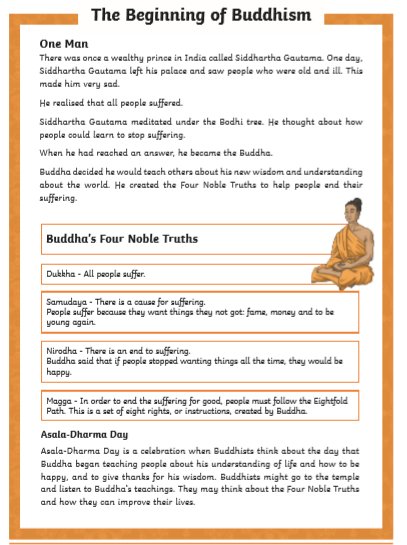 The Beginning of Buddhism
One Man
There was once a wealthy prince in India called Siddhartha Gautama. One day,
Siddhartha Gautama left his palace and saw people who were old and ill. This
made him very sad.
He realised that all people suffered.
Siddhartha Gautama meditated under the Bodhi tree. He thought about how
people could learn to stop suffering.
When he had reached an answer, he became the Buddha.
Buddha decided he would teach others about his new wisdom and understanding
about the world. He created the Four Noble Truths to help people end their
suffering.
Buddha's Four Noble Truths
Dukkha - All people suffer.
Samudaya - There is a cause for suffering.
People suffer because they want things they not got: fame, money and to be
young again.
Nirodha - There is an end to suffering.
Buddha said that if people stopped wanting things all the time, they would be
happy.
Magga - In order to end the suffering for good, people must follow the Eightfold
Path. This is a set of eight rights, or instructions, created by Buddha.
Asala-Dharma Day
Asala-Dharma Day is a celebration when Buddhists think about the day that
Buddha began teaching people about his understanding of life and how to be
happy, and to give thanks for his wisdom. Buddhists might go to the temple
and listen to Buddha's teachings. They may think about the Four Noble Truths
and how they can improve their lives.